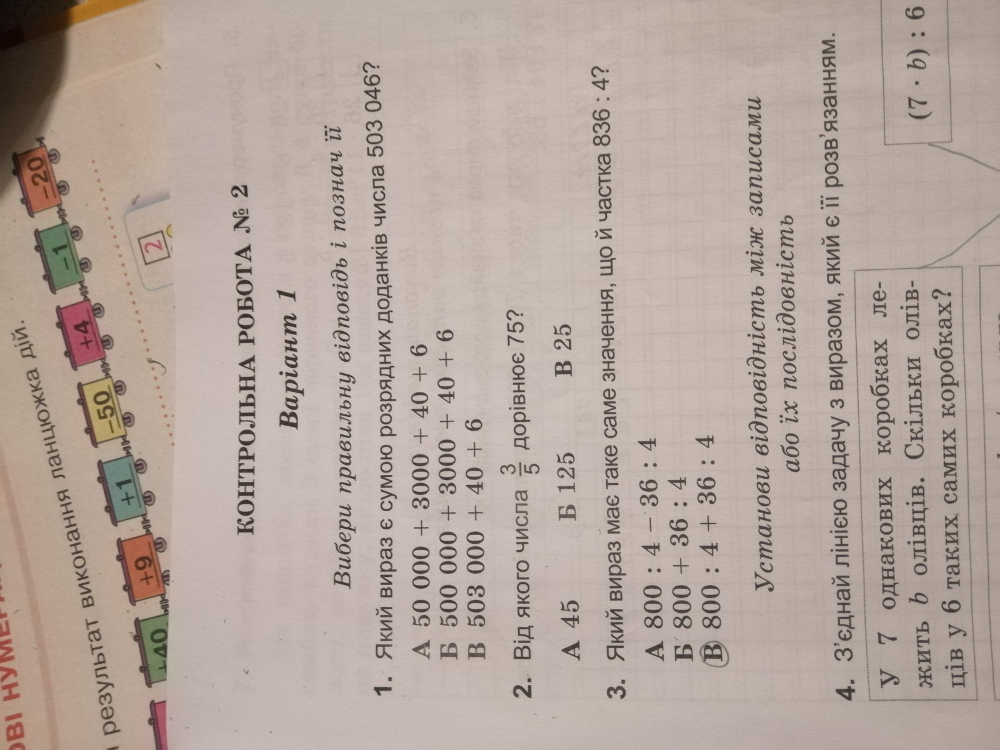 ОВІ НУМЕРА
результат виконання ланцюжка дій.
+40 +9 +1 −50 +4 −1 −20
2
КОНТРОЛЬНА РОБОТА № 2
Варіант 1
Вибери правильну відповідь і познач її
1. Який вираз є сумою розрядних доданків числа 503 046?
А 50 000 + 3000 + 40 + 6
Б 500 000 + 3000 + 40 + 6
В 503 000 + 40 + 6
2. Від якого числа 3/5 дорівнює 75?
А 45 Б 125 В 25
3. Який вираз має таке саме значення, що й частка 836 : 4?
А 800 : 4 − 36 : 4
Б 800 + 36 : 4
В 800 : 4 + 36 : 4
Установи відповідність між записами
або їх послідовність
4. З'єднай лінією задачу з виразом, який є її розв'язанням.
У 7 однакових коробках ле-
жить b олівців. Скільки олів-
ців у 6 таких самих коробках?
(7 · b) : 6